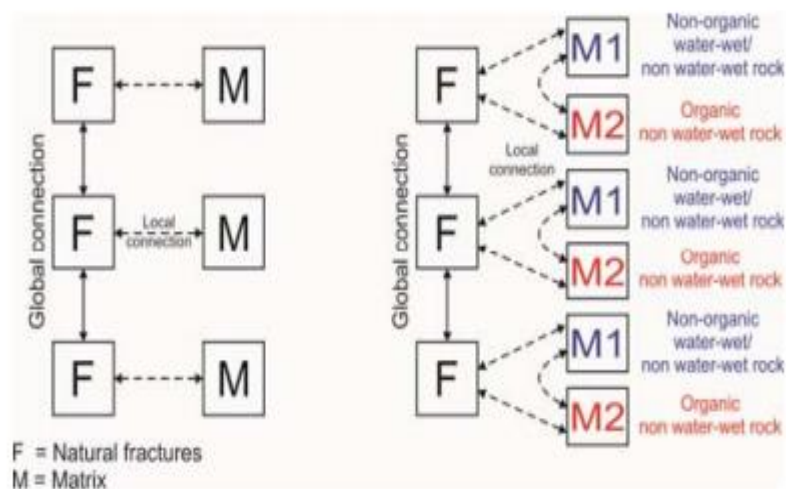 F
M
Global connection
F
Local
connection
M
F
M
F = Natural fractures
M = Matrix
F
M1
Non-organic
water-wet/
non water-wet rock
M2
Organic
non water-wet rock
Global connection
Local
connection
F
M1
Non-organic
water-wet/
non water-wet rock
M2
Organic
non water-wet rock
F
M1
Non-organic
water-wet/
non water-wet rock
M2
Organic
non water-wet rock